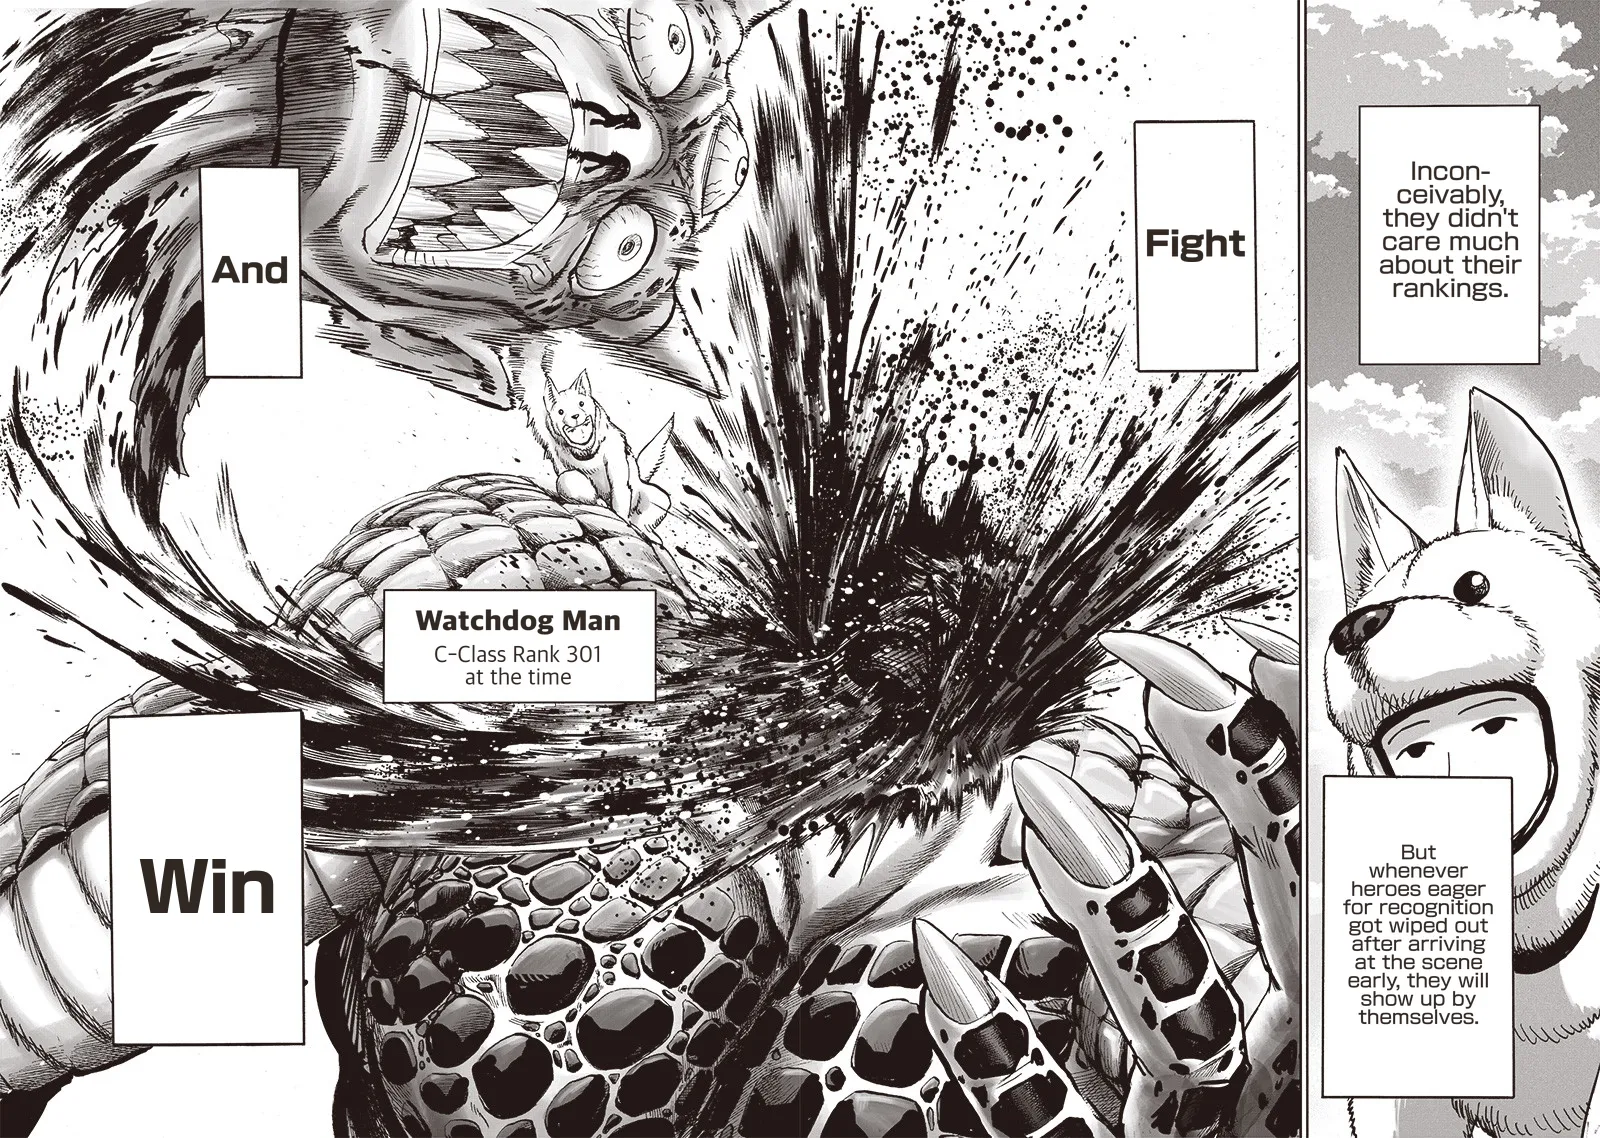 Incon-
ceivably,
they didn't
care much
about their
rankings.
But
whenever
heroes eager
for recognition
got wiped out
after arriving
at the scene
early, they will
show up by
themselves.
Fight
And
Watchdog Man
C-Class Rank 301
at the time
Win